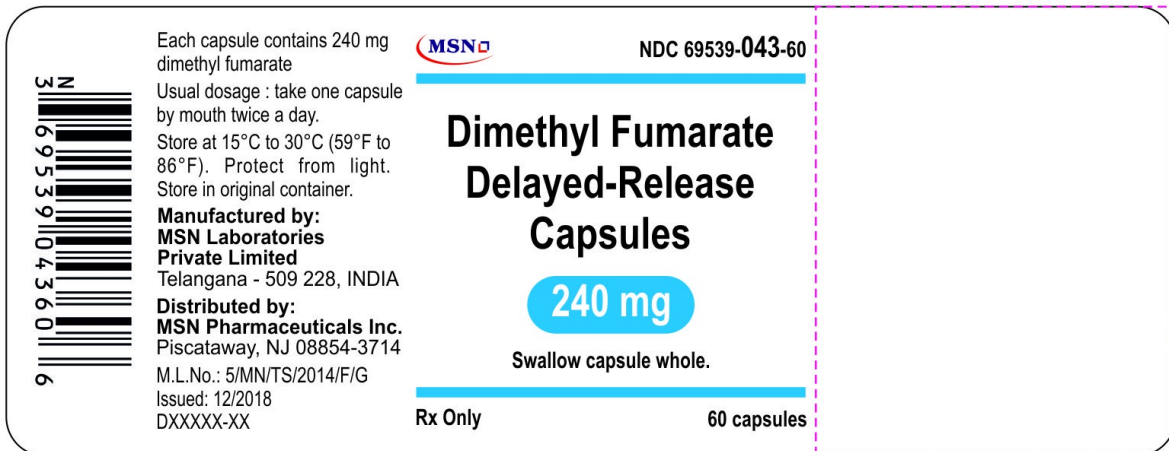 N
3 69539 04360 6
Each capsule contains 240 mg
dimethyl fumarate
Usual dosage : take one capsule
by mouth twice a day.
Store at 15°C to 30°C (59°F to
86°F). Protect from light.
Store in original container.
Manufactured by:
MSN Laboratories
Private Limited
Telangana - 509 228, INDIA
Distributed by:
MSN Pharmaceuticals Inc.
Piscataway, NJ 08854-3714
M.L.No.: 5/MN/TS/2014/F/G
Issued: 12/2018
DXXXXX-XX
MSN
NDC 69539-043-60
Dimethyl Fumarate
Delayed-Release
Capsules
240 mg
Swallow capsule whole.
Rx Only
60 capsules